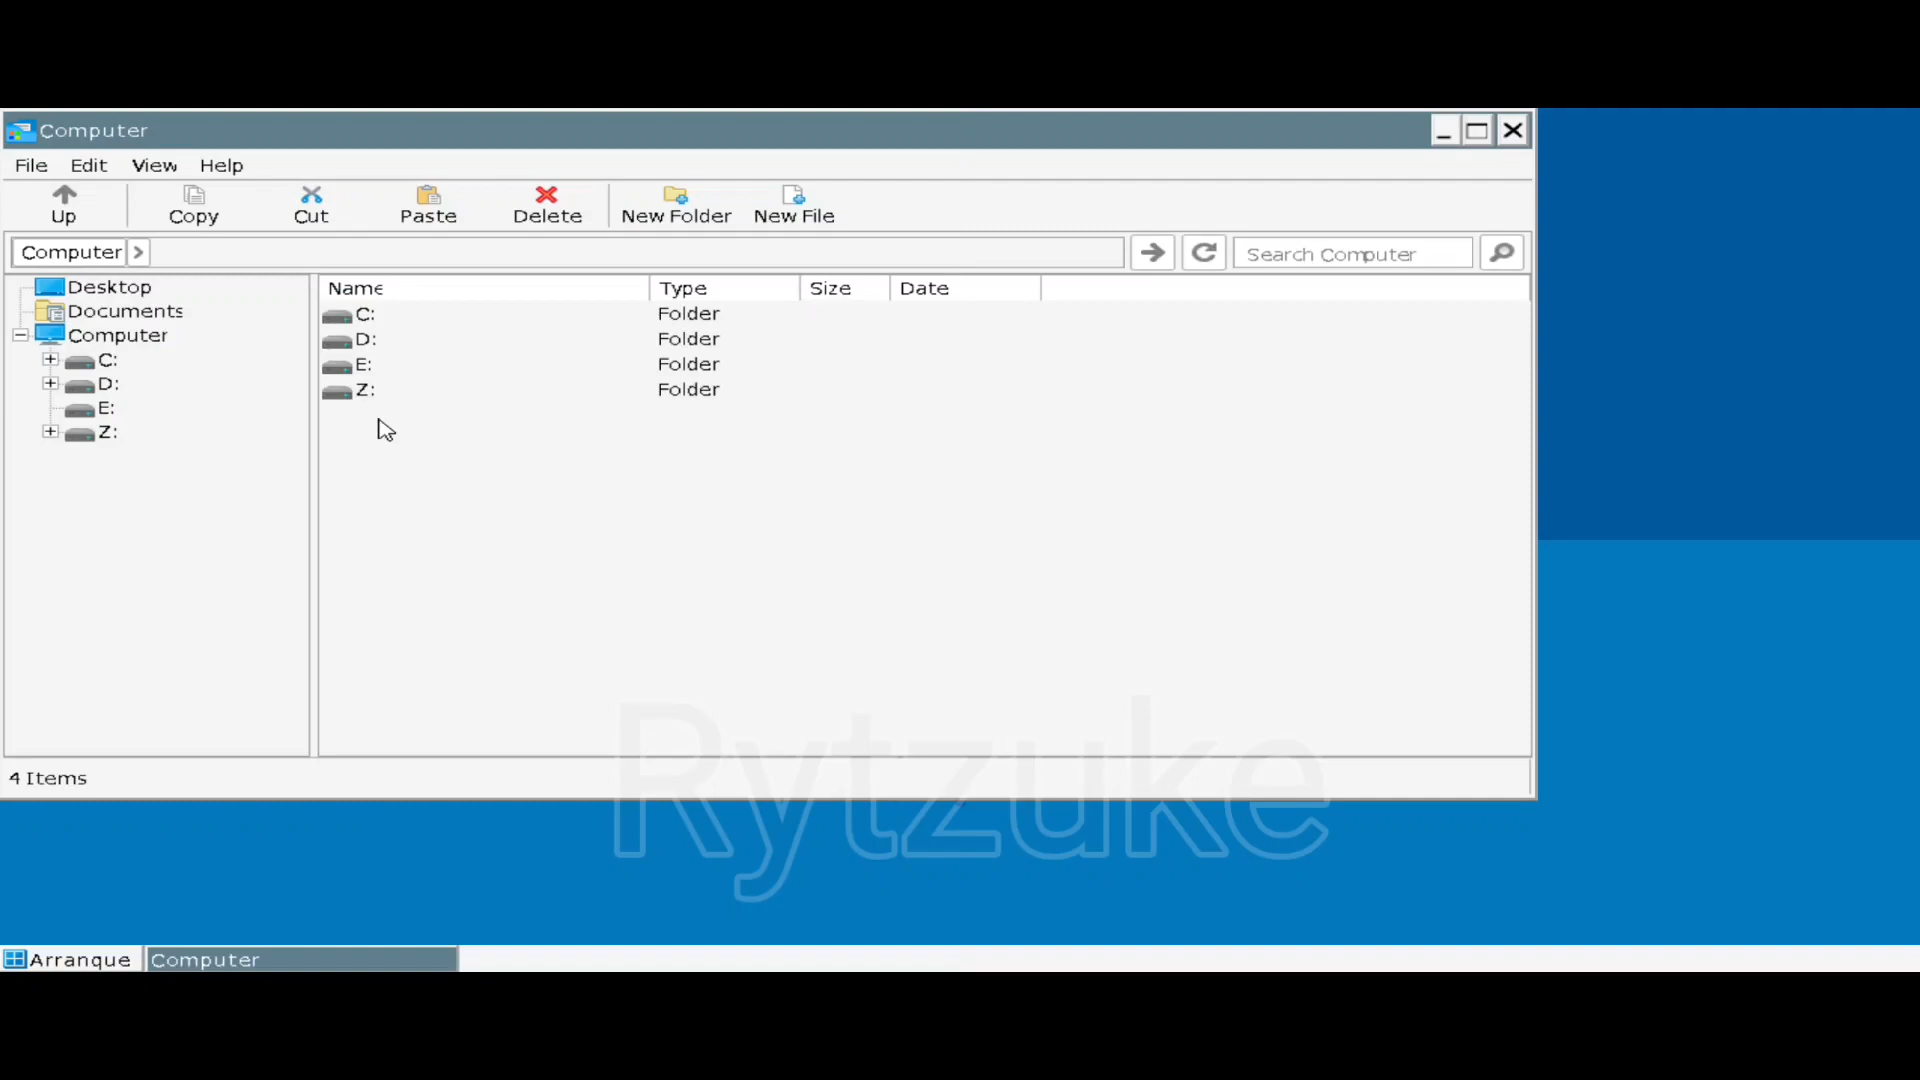 Computer
File Edit View Help
Up Copy Cut Paste Delete New Folder New File
Computer Search Computer
Desktop
Documents
Computer
C:
D:
E:
Z:
Name Type Size Date
C: Folder
D: Folder
E: Folder
Z: Folder
4 Items
Rytzuke
Arranque Computer